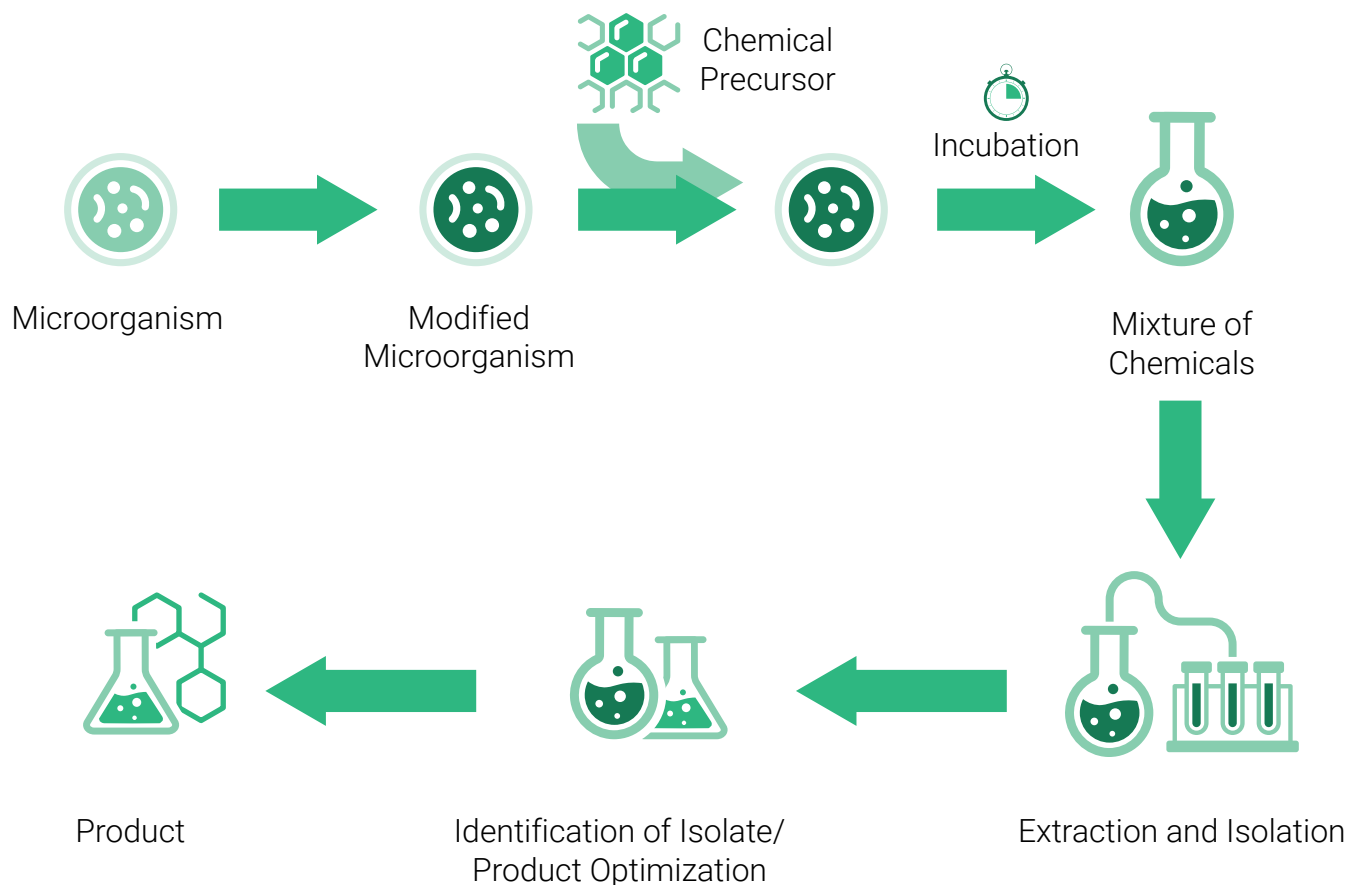 Chemical
Precursor
Incubation
Microorganism
Modified
Microorganism
Mixture of
Chemicals
Product
Identification of Isolate/
Product Optimization
Extraction and Isolation